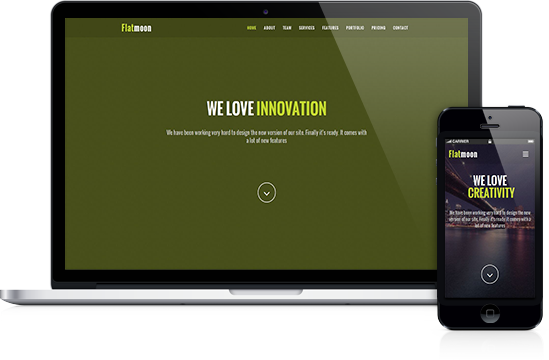 Flatmoon
HOME ABOUT TEAM SERVICES FEATURES PORTFOLIO PRICING CONTACT
WE LOVE INNOVATION
We have been working very hard to design the new version of our site. Finally it's ready. It comes with
a lot of new features
CARRIER
Flatmoon
WE LOVE
CREATIVITY
We have been working very hard to design the new
version of our site. Finally it's ready it comes with
a lot of new features